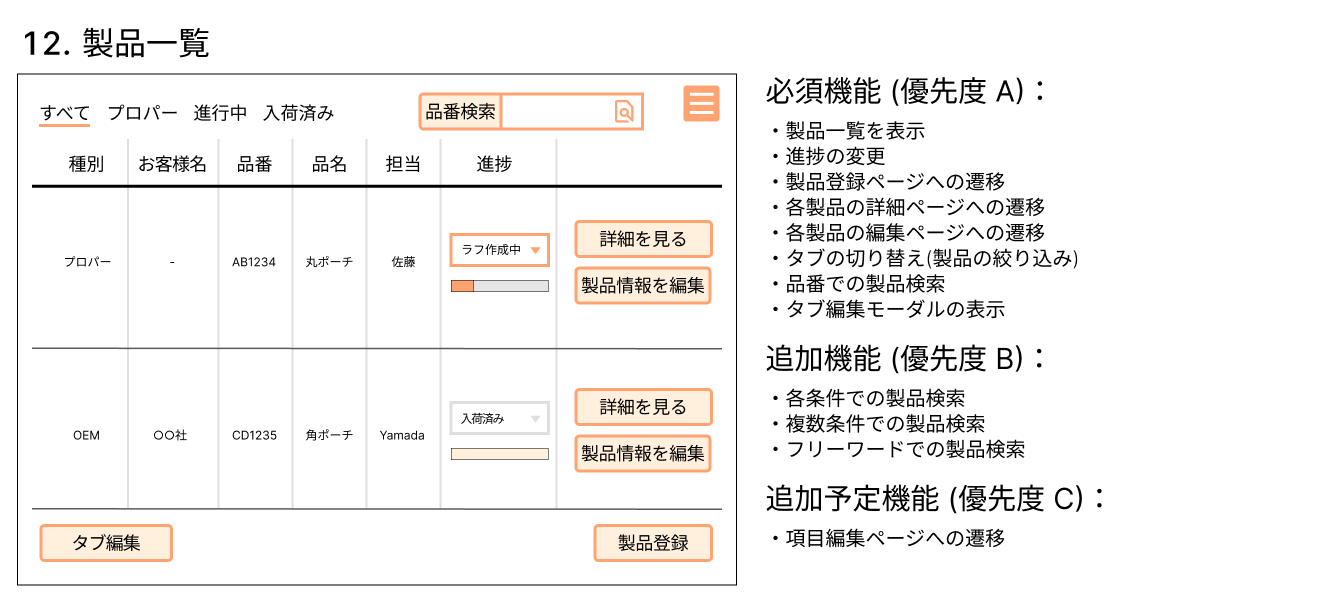 12. 製品一覧
すべて プロパー 進行中 入荷済み 品番検索
種別 お客様名 品番 品名 担当 進捗
プロパー - AB1234 丸ポーチ 佐藤 ラフ作成中 詳細を見る
製品情報を編集
OEM 〇〇社 CD1235 角ポーチ Yamada 入荷済み 詳細を見る
製品情報を編集
タブ編集 製品登録
必須機能 (優先度 A)：
・製品一覧を表示
・進捗の変更
・製品登録ページへの遷移
・各製品の詳細ページへの遷移
・各製品の編集ページへの遷移
・タブの切り替え(製品の絞り込み)
・品番での製品検索
・タブ編集モーダルの表示
追加機能 (優先度 B)：
・各条件での製品検索
・複数条件での製品検索
・フリーワードでの製品検索
追加予定機能 (優先度 C)：
・項目編集ページへの遷移